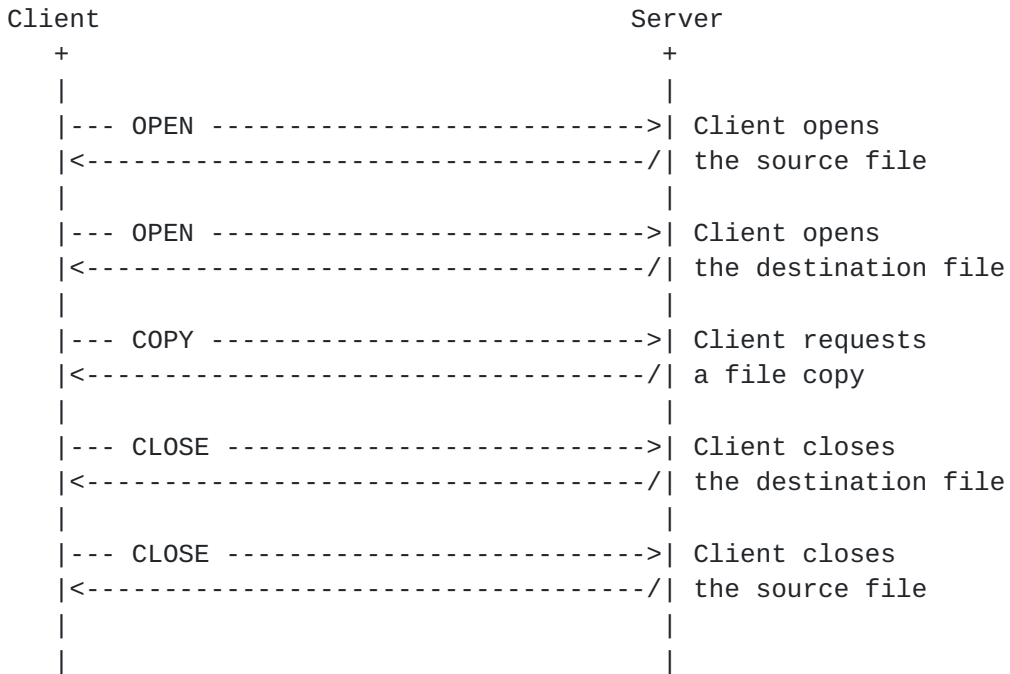 Client                                  Server
   +                                      +
   |                                      |
   |--- OPEN ---------------------------->| Client opens
   |<------------------------------------/| the source file
   |                                      |
   |--- OPEN ---------------------------->| Client opens
   |<------------------------------------/| the destination file
   |                                      |
   |--- COPY ---------------------------->| Client requests
   |<------------------------------------/| a file copy
   |                                      |
   |--- CLOSE --------------------------->| Client closes
   |<------------------------------------/| the destination file
   |                                      |
   |--- CLOSE --------------------------->| Client closes
   |<------------------------------------/| the source file
   |                                      |
   |                                      |